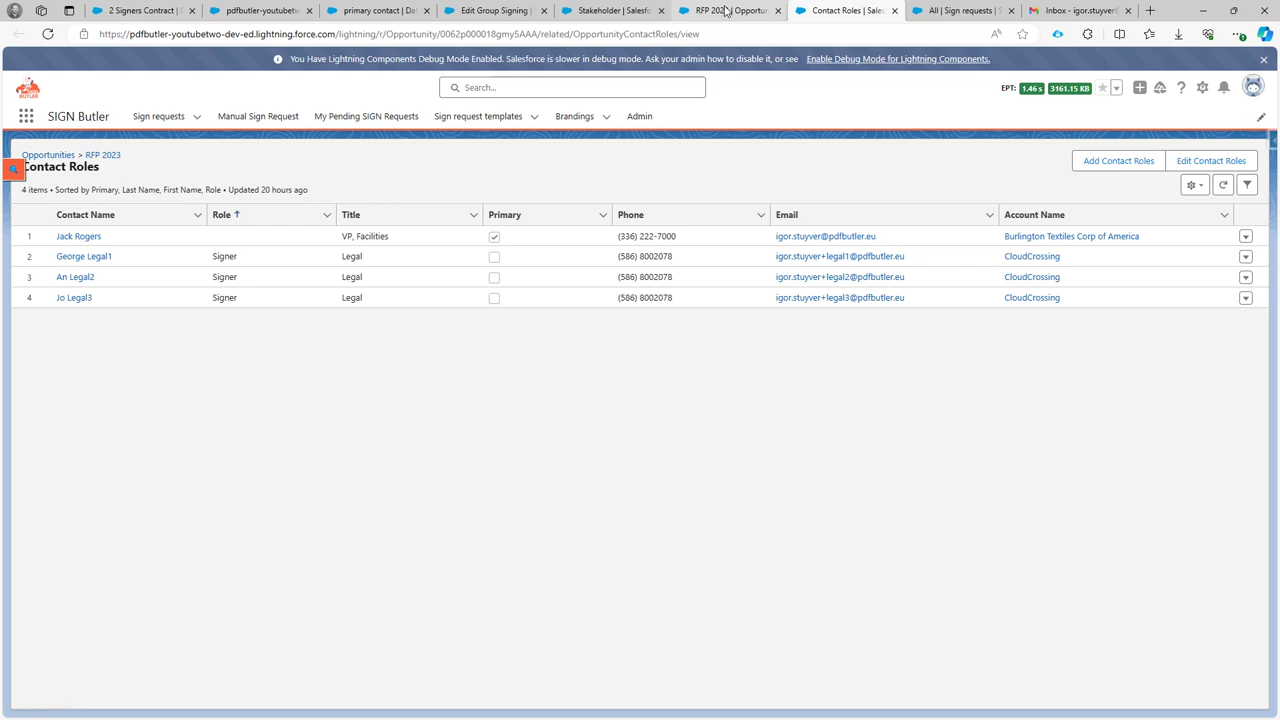 2 Signers Contract | D
pdfbutler-youtubetw
primary contact | Dat
Edit Group Signing |
Stakeholder | Salesfo
RFP 202 | Opportun
Contact Roles | Sales
All | Sign requests | S
Inbox - igor.stuyver@
https://pdfbutler-youtubetwo-dev-ed.lightning.force.com/lightning/r/Opportunity/0062p000018gmy5AAA/related/OpportunityContactRoles/view
You Have Lightning Components Debug Mode Enabled. Salesforce is slower in debug mode. Ask your admin how to disable it, or see Enable Debug Mode for Lightning Components.
Search...
EPT: 1.46 s 3161.15 KB
SIGN Butler
Sign requests
Manual Sign Request
My Pending SIGN Requests
Sign request templates
Brandings
Admin
Opportunities > RFP 2023
Contact Roles
Add Contact Roles
Edit Contact Roles
4 items • Sorted by Primary, Last Name, First Name, Role • Updated 20 hours ago
Contact Name Role Title Primary Phone Email Account Name
1 Jack Rogers VP, Facilities (336) 222-7000 igor.stuyver@pdfbutler.eu Burlington Textiles Corp of America
2 George Legal1 Signer Legal (586) 8002078 igor.stuyver+legal1@pdfbutler.eu CloudCrossing
3 An Legal2 Signer Legal (586) 8002078 igor.stuyver+legal2@pdfbutler.eu CloudCrossing
4 Jo Legal3 Signer Legal (586) 8002078 igor.stuyver+legal3@pdfbutler.eu CloudCrossing